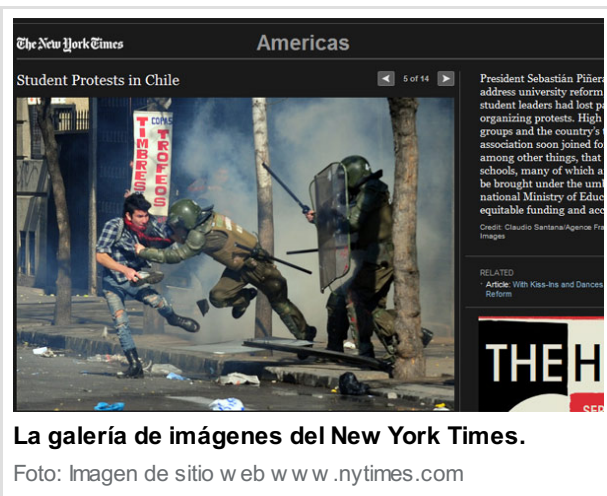 The New York Times
Americas
Student Protests in Chile
5 of 14
COPAS
TIMBRES
TROFEOS
President Sebastián Piñera
address university reform
student leaders had lost pa
organizing protests. High
groups and the country's
association soon joined fo
among other things, that
schools, many of which a
be brought under the uml
national Ministry of Educ
equitable funding and acc
Credit: Claudio Santana/Agence Fra
Images
RELATED
· Article: With Kiss-Ins and Dances
Reform
THE H
SEP
La galería de imágenes del New York Times.
Foto: Imagen de sitio web www.nytimes.com